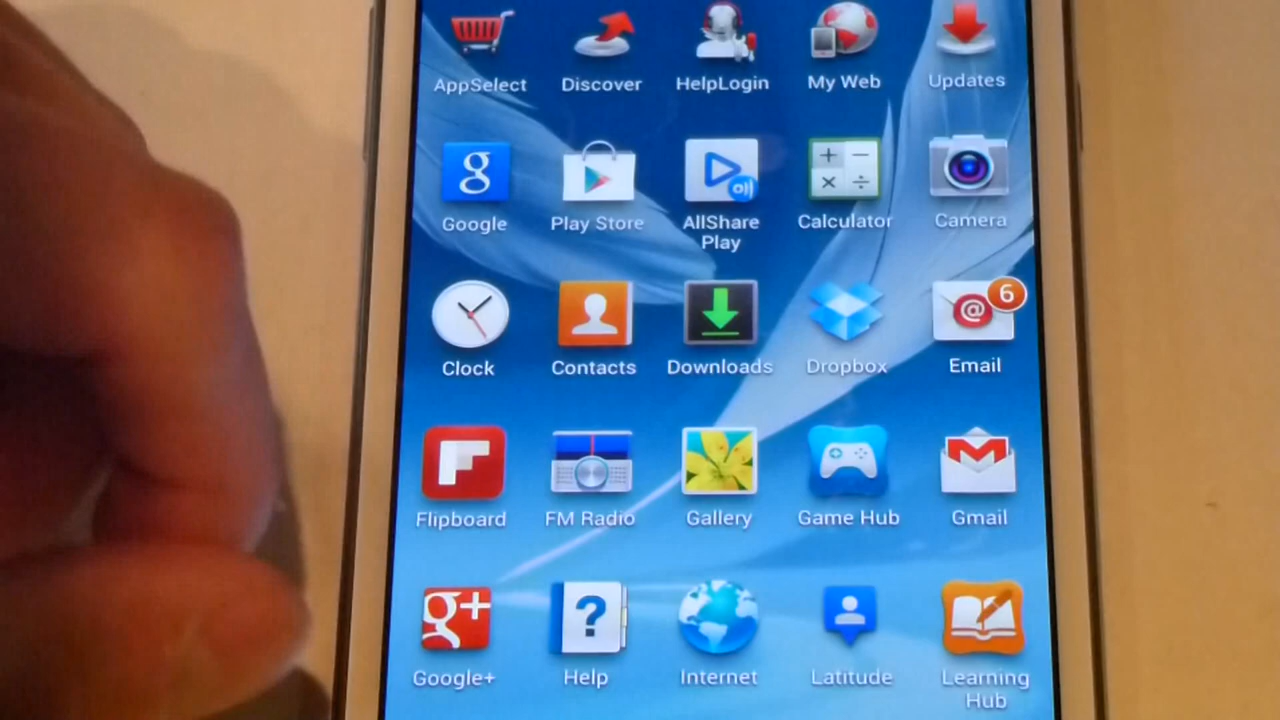 AppSelect Discover HelpLogin My Web Updates
g
Google Play Store AllShare Play Calculator Camera
+ − × ÷
Clock Contacts Downloads Dropbox Email
@ 6
Flipboard FM Radio Gallery Game Hub Gmail
g+ ?
Google+ Help Internet Latitude Learning Hub